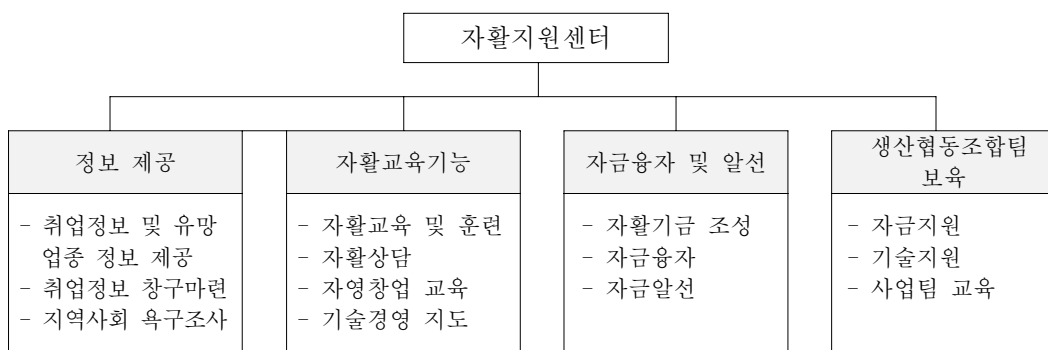 자활지원센터
정보 제공
- 취업정보 및 유망
업종 정보 제공
- 취업정보 창구마련
- 지역사회 욕구조사
자활교육기능
- 자활교육 및 훈련
- 자활상담
- 자영창업 교육
- 기술경영 지도
자금융자 및 알선
- 자활기금 조성
- 자금융자
- 자금알선
생산협동조합팀
보육
- 자금지원
- 기술지원
- 사업팀 교육